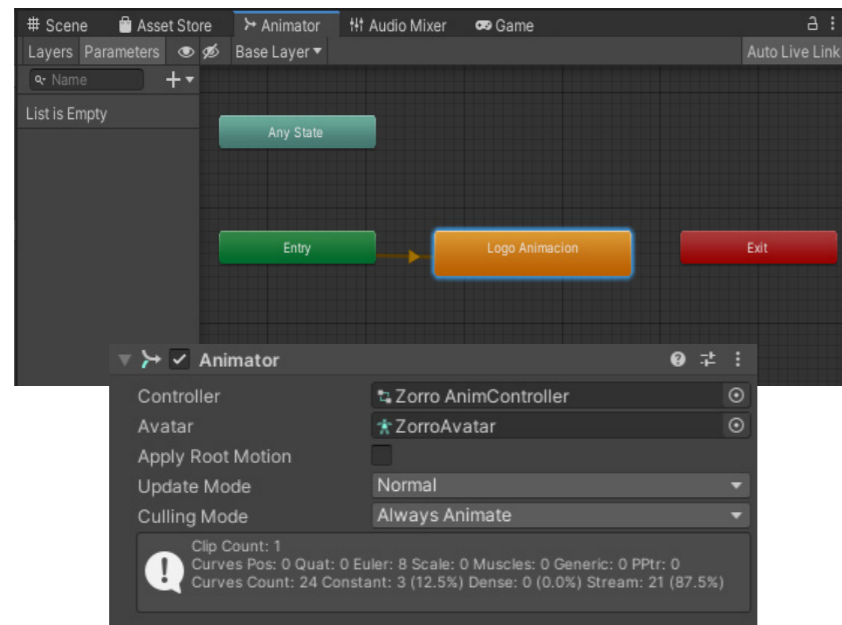 Scene Asset Store Animator Audio Mixer Game
Layers Parameters Base Layer Auto Live Link
Name
List is Empty
Any State
Entry Logo Animacion Exit
Animator
Controller Zorro AnimController
Avatar ZorroAvatar
Apply Root Motion
Update Mode Normal
Culling Mode Always Animate
Clip Count: 1
Curves Pos: 0 Quat: 0 Euler: 8 Scale: 0 Muscles: 0 Generic: 0 PPtr: 0
Curves Count: 24 Constant: 3 (12.5%) Dense: 0 (0.0%) Stream: 21 (87.5%)